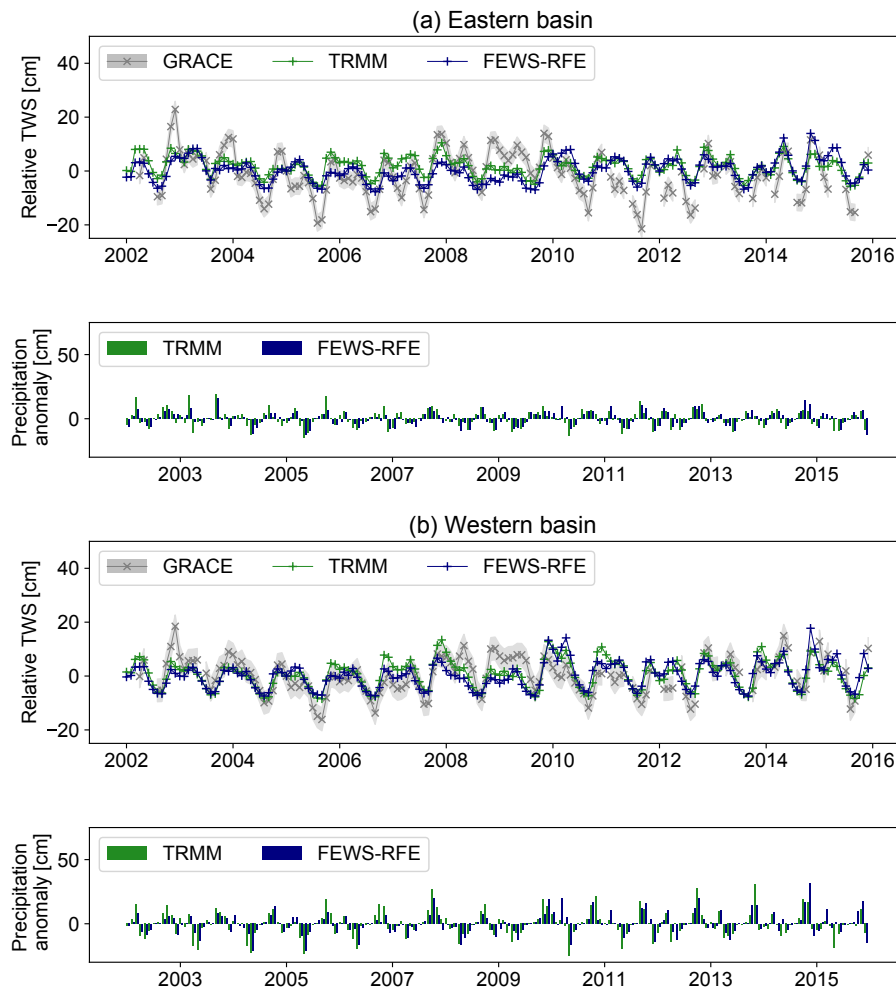 (a) Eastern basin
GRACE TRMM FEWS-RFE
Relative TWS [cm]
40
20
0
−20
2002 2004 2006 2008 2010 2012 2014 2016
TRMM FEWS-RFE
Precipitation
anomaly [cm]
50
0
2003 2005 2007 2009 2011 2013 2015
(b) Western basin
GRACE TRMM FEWS-RFE
Relative TWS [cm]
40
20
0
−20
2002 2004 2006 2008 2010 2012 2014 2016
TRMM FEWS-RFE
Precipitation
anomaly [cm]
50
0
2003 2005 2007 2009 2011 2013 2015